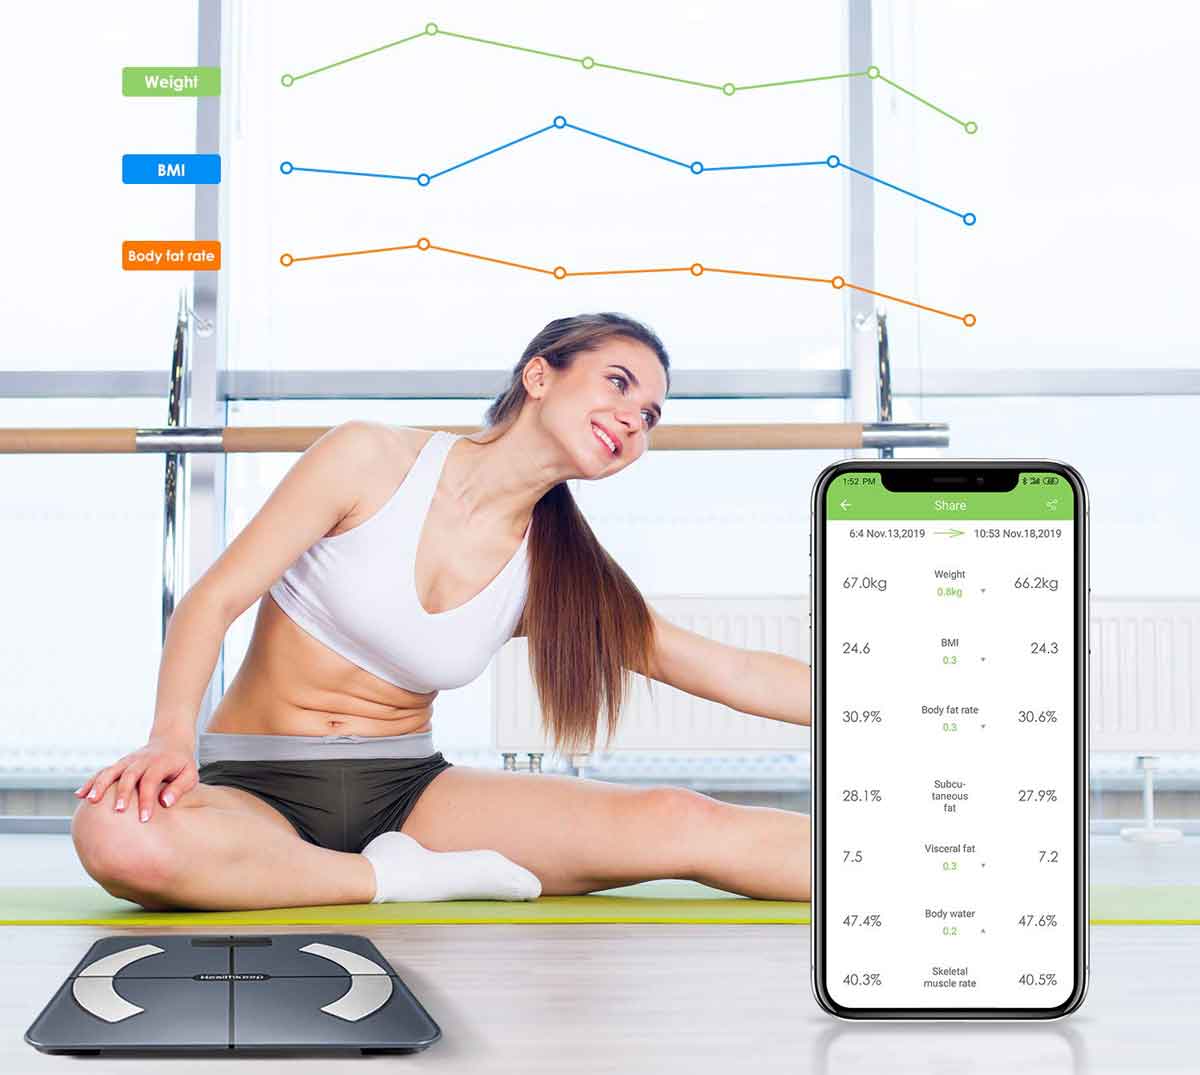 Weight
BMI
Body fat rate
1:52 PM
Share
6:4 Nov.13,2019
10:53 Nov.18,2019
67.0kg
Weight
0.8kg
66.2kg
24.6
BMI
0.3
24.3
30.9%
Body fat rate
0.3
30.6%
28.1%
Subcu-
taneous
fat
27.9%
7.5
Visceral fat
0.3
7.2
47.4%
Body water
0.2
47.6%
40.3%
Skeletal
muscle rate
40.5%
Healthkeep